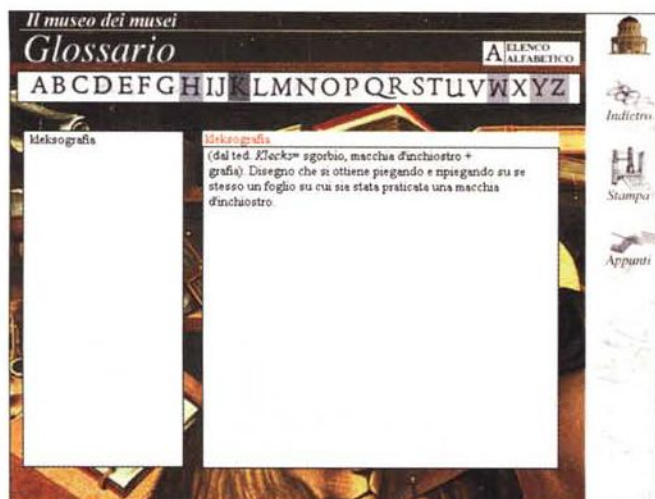 Il museo dei musei
Glossario
A ELENCO
ALFABETICO
ABCDEFGHIJKLMNOPQRSTUVWXYZ
Indietro
Stampa
Appunti
kleksografia
kleksografia
(dal ted. Klecks= sgorbio, macchia d'inchiostro +
grafia). Disegno che si ottiene piegando e ripiegando su se
stesso un foglio su cui sia stata praticata una macchia
d'inchiostro.